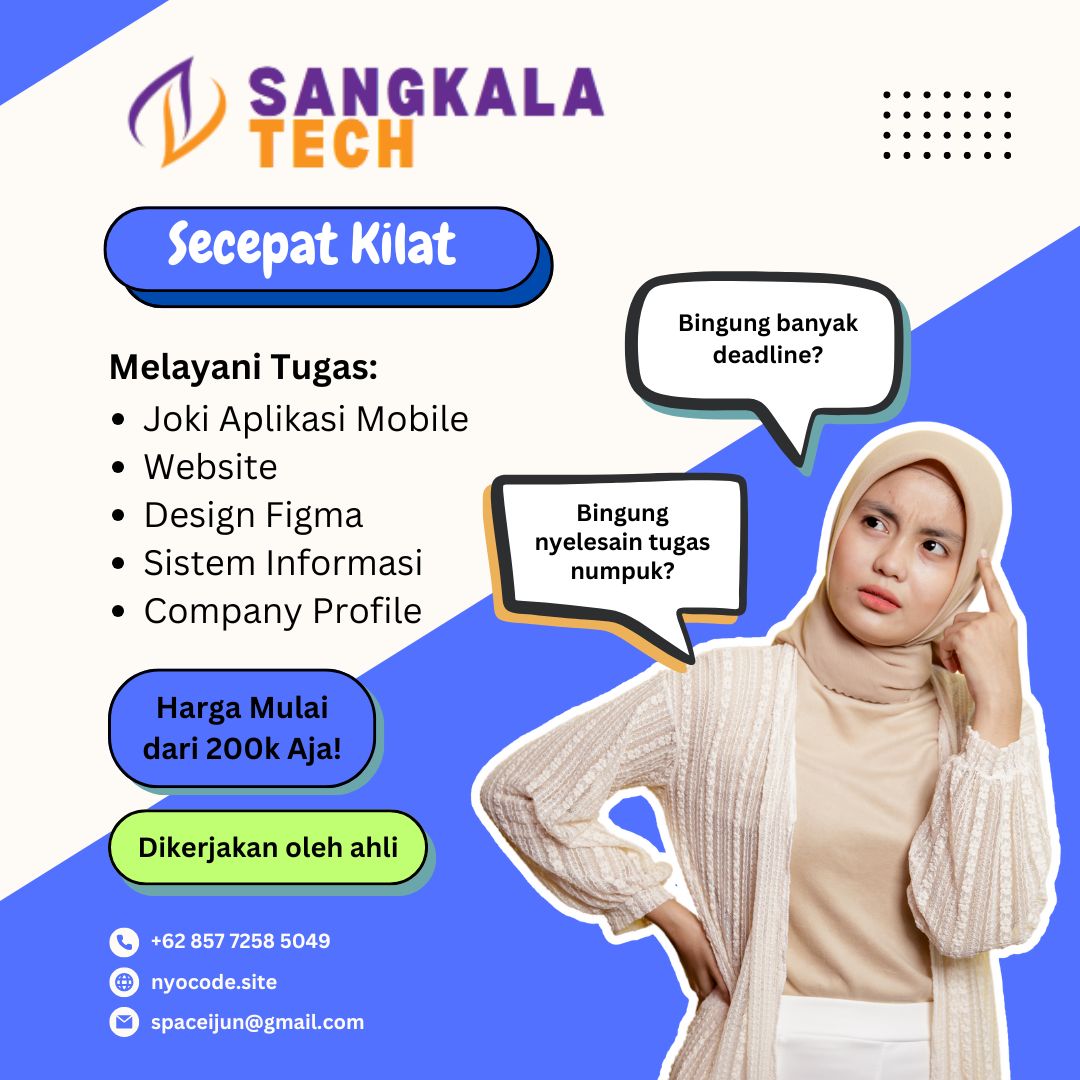 SANGKALA
TECH
Secepat Kilat
Bingung banyak
deadline?
Melayani Tugas:
• Joki Aplikasi Mobile
• Website
• Design Figma
• Sistem Informasi
• Company Profile
Bingung
nyelesain tugas
numpuk?
Harga Mulai
dari 200k Aja!
Dikerjakan oleh ahli
+62 857 7258 5049
nyocode.site
spaceijun@gmail.com